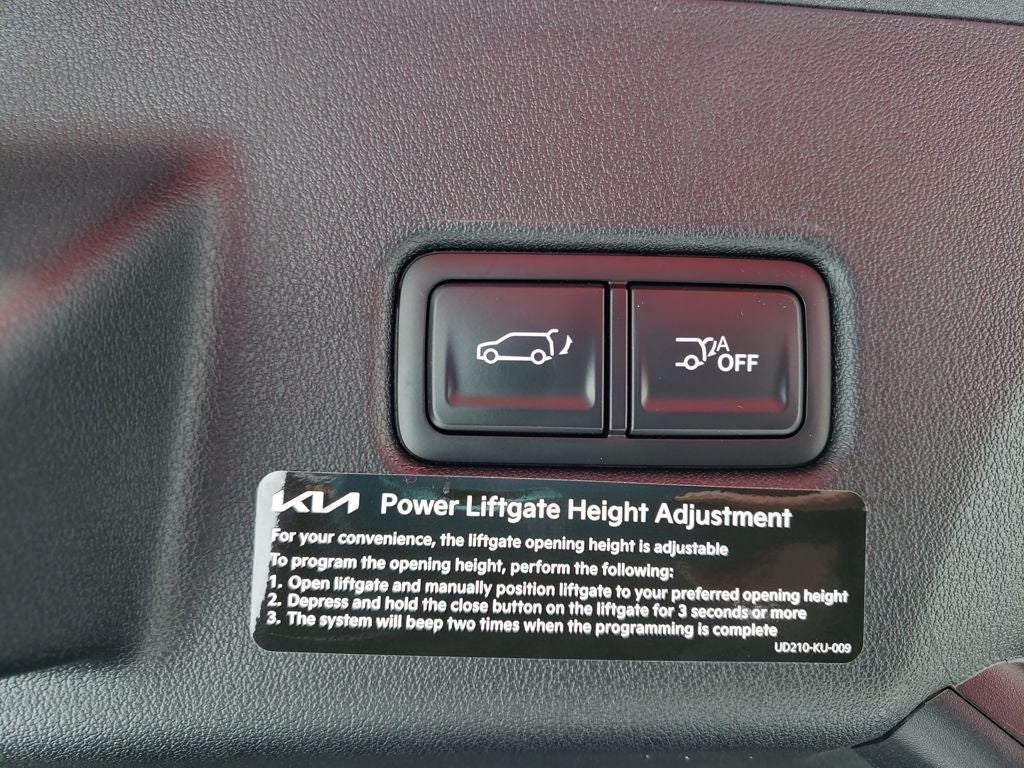 A
OFF
KIA Power Liftgate Height Adjustment
For your convenience, the liftgate opening height is adjustable
To program the opening height, perform the following:
1. Open liftgate and manually position liftgate to your preferred opening height
2. Depress and hold the close button on the liftgate for 3 seconds or more
3. The system will beep two times when the programming is complete
UD210-KU-009